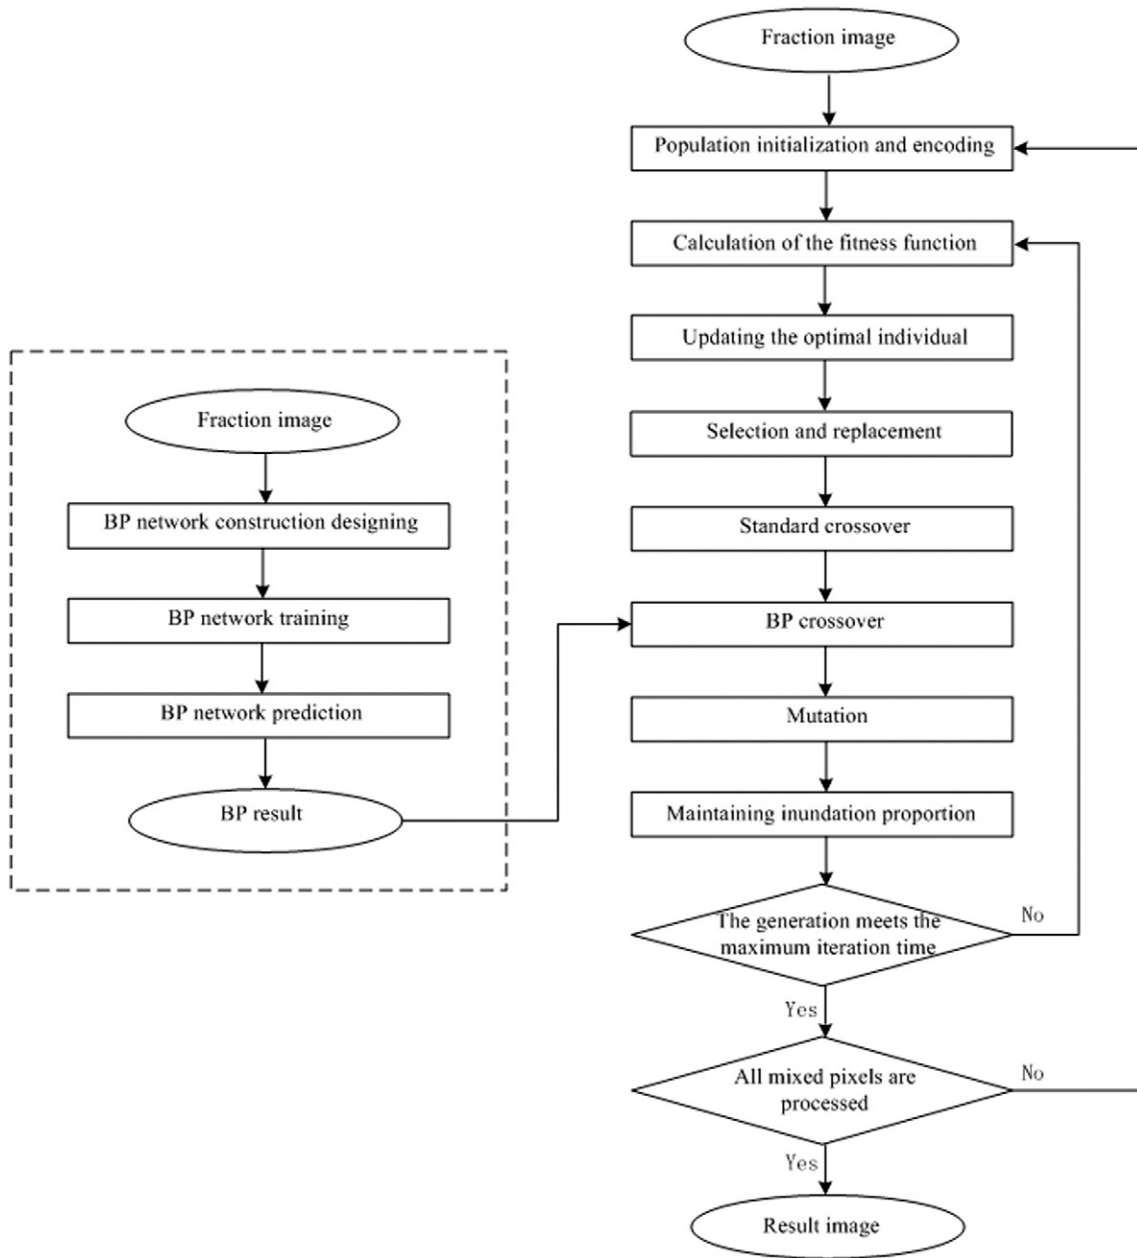 Fraction image
Population initialization and encoding
Calculation of the fitness function
Updating the optimal individual
Selection and replacement
Standard crossover
BP crossover
Mutation
Maintaining inundation proportion
The generation meets the
maximum iteration time
No
Yes
All mixed pixels are
processed
No
Yes
Result image
Fraction image
BP network construction designing
BP network training
BP network prediction
BP result